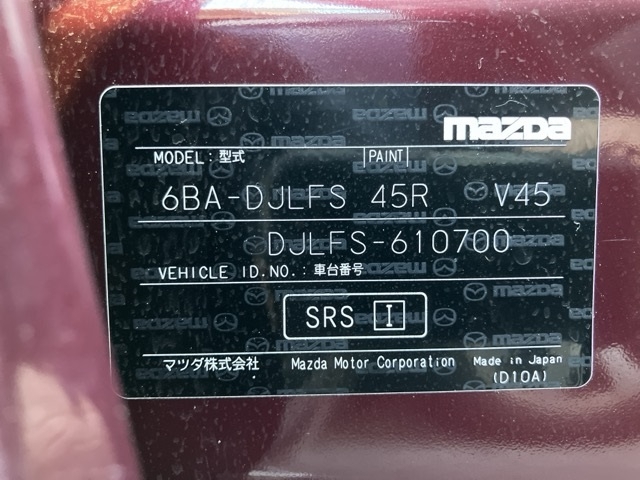 mazda
MODEL: 型式 PAINT
6BA-DJLFS 45R V45
DJLFS-610700
VEHICLE ID.NO.: 車台番号
SRS I
マツダ株式会社 Mazda Motor Corporation Made in Japan
(D10A)